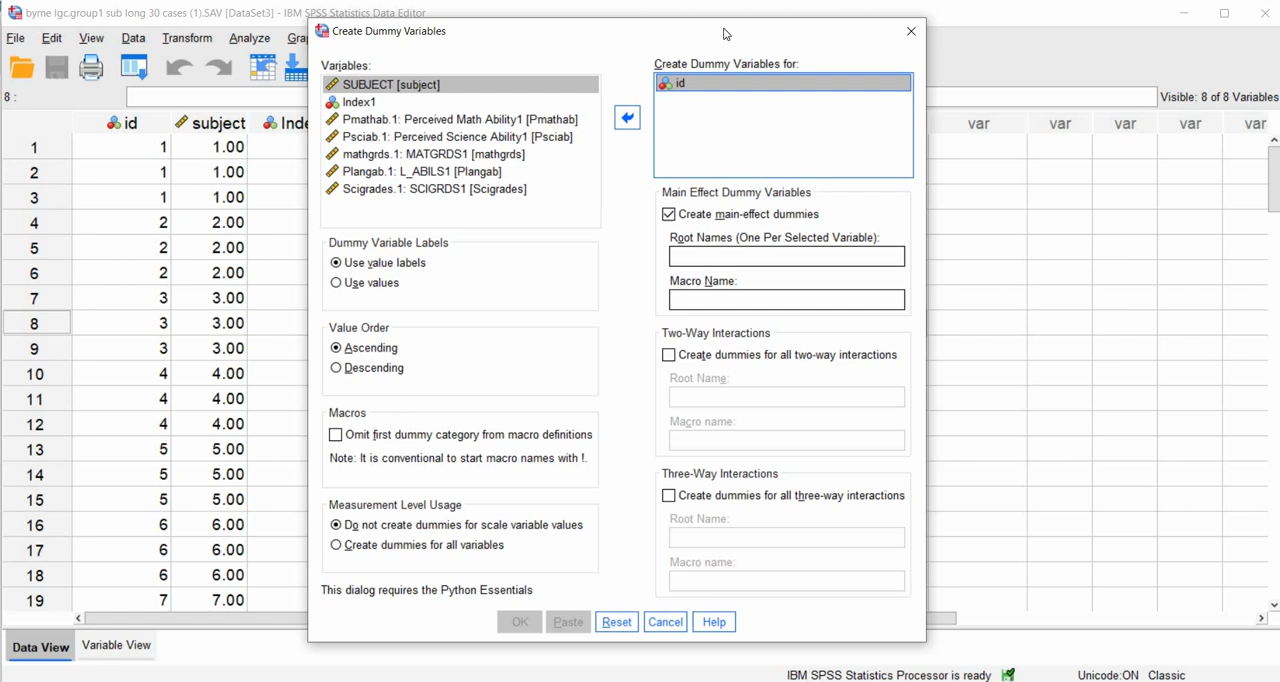 byrne lgc.group1 sub long 30 cases (1).SAV [DataSet3] - IBM SPSS Statistics Data Editor
File Edit View Data Transform Analyze Gra
8 :
Visible: 8 of 8 Variables
id subject Inde var var var var var
1 1 1.00
2 1 1.00
3 1 1.00
4 2 2.00
5 2 2.00
6 2 2.00
7 3 3.00
8 3 3.00
9 3 3.00
10 4 4.00
11 4 4.00
12 4 4.00
13 5 5.00
14 5 5.00
15 5 5.00
16 6 6.00
17 6 6.00
18 6 6.00
19 7 7.00
Create Dummy Variables
Variables:
SUBJECT [subject]
Index1
Pmathab.1: Perceived Math Ability1 [Pmathab]
Psciab.1: Perceived Science Ability1 [Psciab]
mathgrds.1: MATGRDS1 [mathgrds]
Plangab.1: L_ABILS1 [Plangab]
Scigrades.1: SCIGRDS1 [Scigrades]
Dummy Variable Labels
Use value labels
Use values
Value Order
Ascending
Descending
Macros
Omit first dummy category from macro definitions
Note: It is conventional to start macro names with !.
Measurement Level Usage
Do not create dummies for scale variable values
Create dummies for all variables
This dialog requires the Python Essentials
Create Dummy Variables for:
id
Main Effect Dummy Variables
Create main-effect dummies
Root Names (One Per Selected Variable):
Macro Name:
Two-Way Interactions
Create dummies for all two-way interactions
Root Name:
Macro name:
Three-Way Interactions
Create dummies for all three-way interactions
Root Name:
Macro name:
OK Paste Reset Cancel Help
Data View Variable View
IBM SPSS Statistics Processor is ready Unicode:ON Classic